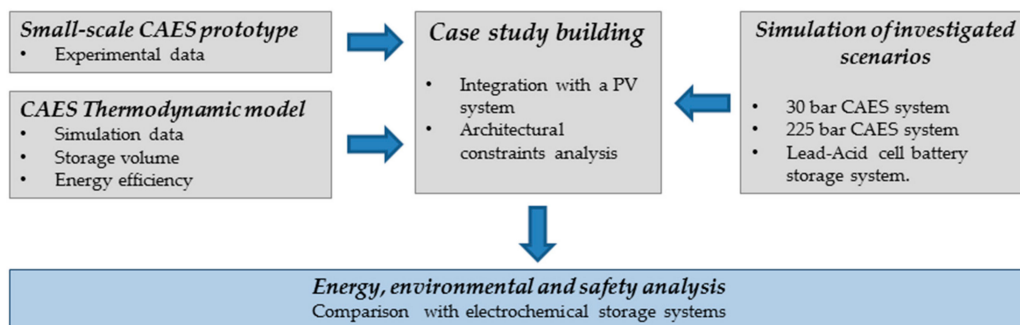 Small-scale CAES prototype
• Experimental data
CAES Thermodynamic model
• Simulation data
• Storage volume
• Energy efficiency
Case study building
• Integration with a PV
system
• Architectural
constraints analysis
Simulation of investigated
scenarios
• 30 bar CAES system
• 225 bar CAES system
• Lead-Acid cell battery
storage system.
Energy, environmental and safety analysis
Comparison with electrochemical storage systems